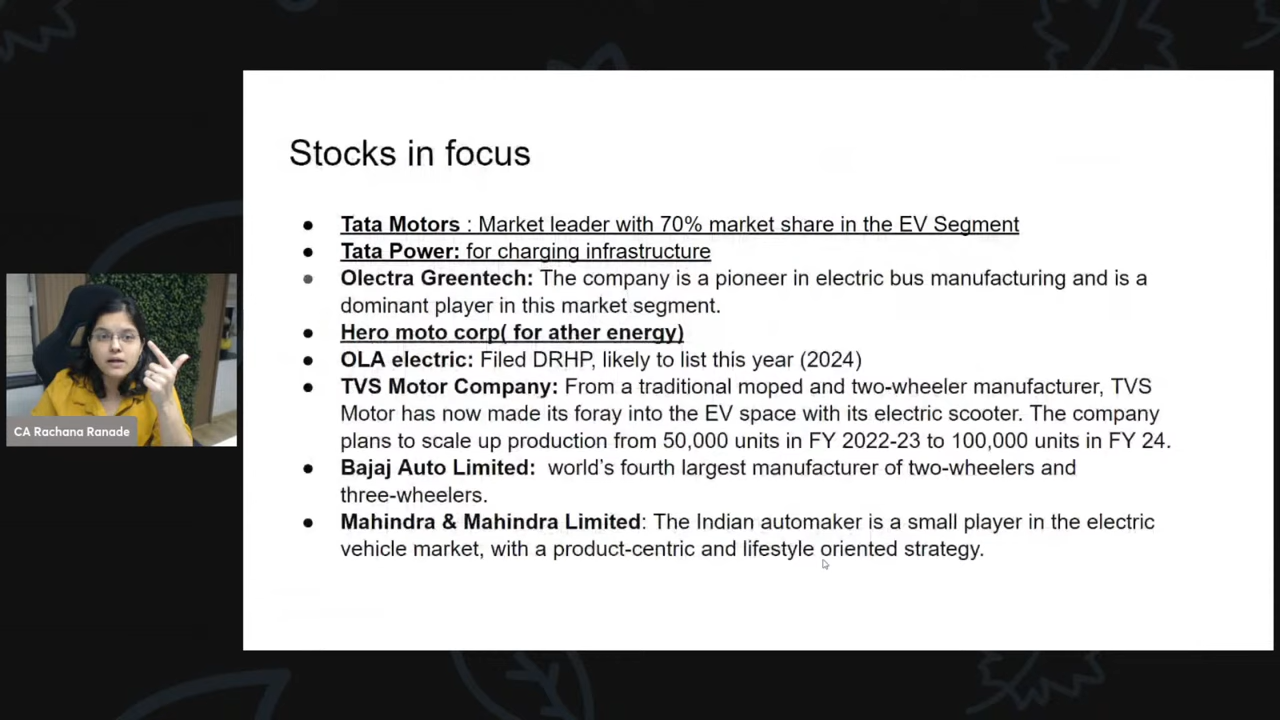 Stocks in focus
● Tata Motors : Market leader with 70% market share in the EV Segment
● Tata Power: for charging infrastructure
● Olectra Greentech: The company is a pioneer in electric bus manufacturing and is a
dominant player in this market segment.
● Hero moto corp( for ather energy)
● OLA electric: Filed DRHP, likely to list this year (2024)
● TVS Motor Company: From a traditional moped and two-wheeler manufacturer, TVS
Motor has now made its foray into the EV space with its electric scooter. The company
plans to scale up production from 50,000 units in FY 2022-23 to 100,000 units in FY 24.
● Bajaj Auto Limited: world's fourth largest manufacturer of two-wheelers and
three-wheelers.
● Mahindra & Mahindra Limited: The Indian automaker is a small player in the electric
vehicle market, with a product-centric and lifestyle oriented strategy.
CA Rachana Ranade